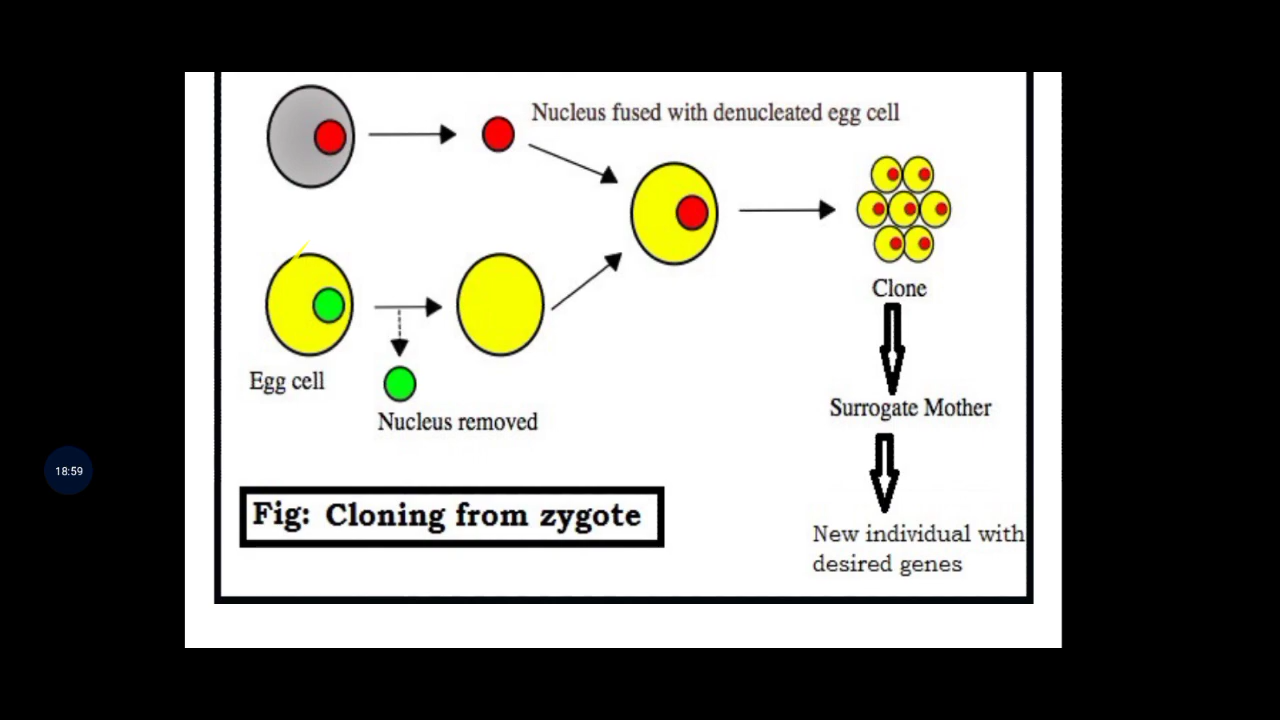 Nucleus fused with denucleated egg cell
Clone
Egg cell
Surrogate Mother
Nucleus removed
18:59
Fig: Cloning from zygote
New individual with
desired genes